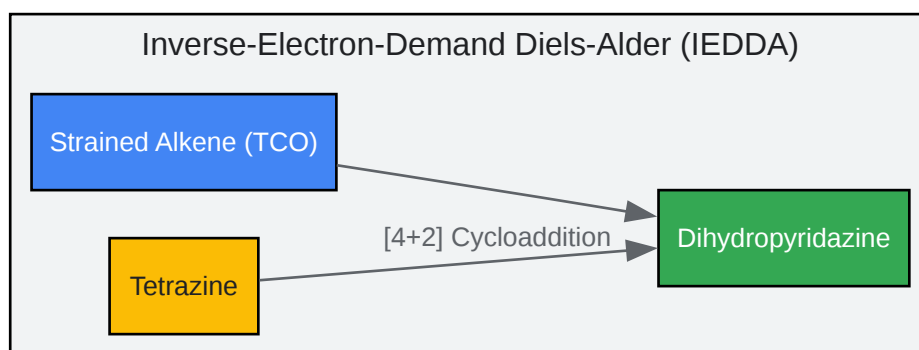 Inverse-Electron-Demand Diels-Alder (IEDDA)
Strained Alkene (TCO)
[4+2] Cycloaddition
Dihydropyridazine
Tetrazine